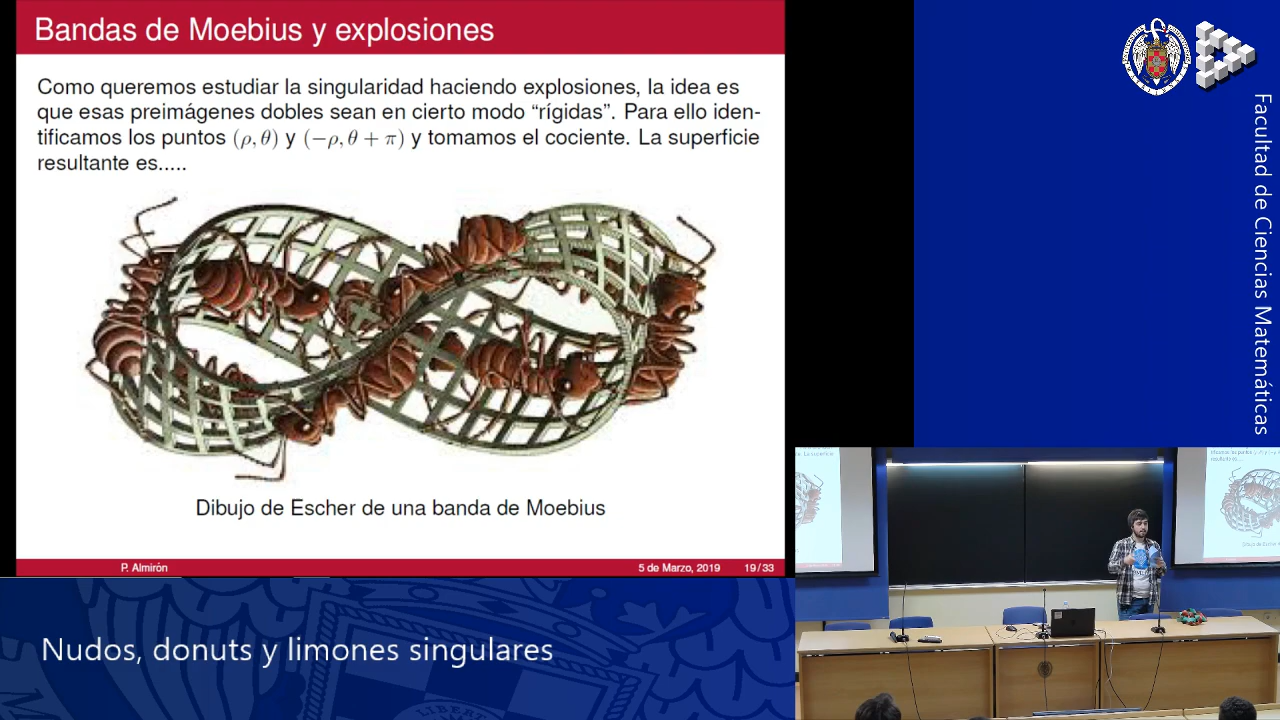 Bandas de Moebius y explosiones
Como queremos estudiar la singularidad haciendo explosiones, la idea es
que esas preimágenes dobles sean en cierto modo “rígidas”. Para ello iden-
tificamos los puntos (ρ, θ) y (−ρ, θ + π) y tomamos el cociente. La superficie
resultante es.....
Dibujo de Escher de una banda de Moebius
P. Almirón
5 de Marzo, 2019
19/33
Facultad de Ciencias Matemáticas
Nudos, donuts y limones singulares
LIBERT